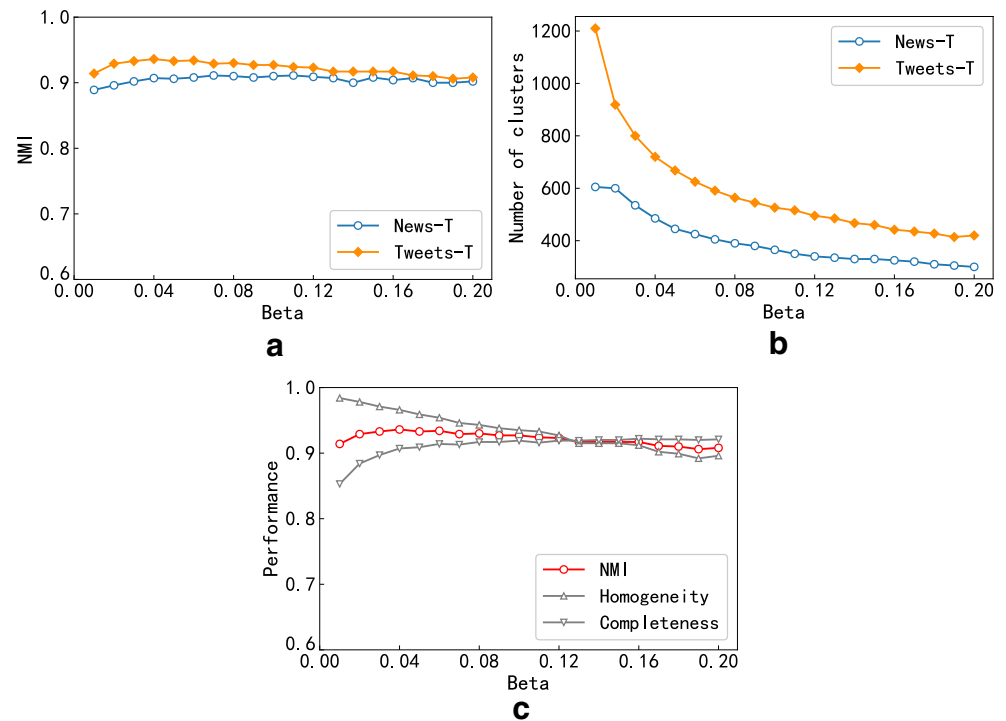 1.0
0.9
0.8
0.7
0.6
NMI
News-T
Tweets-T
0.00 0.04 0.08 0.12 0.16 0.20
Beta
a
1200
1000
800
600
400
Number of clusters
News-T
Tweets-T
0.00 0.04 0.08 0.12 0.16 0.20
Beta
b
1.0
0.9
0.8
0.7
0.6
Performance
NMI
Homogeneity
Completeness
0.00 0.04 0.08 0.12 0.16 0.20
Beta
c